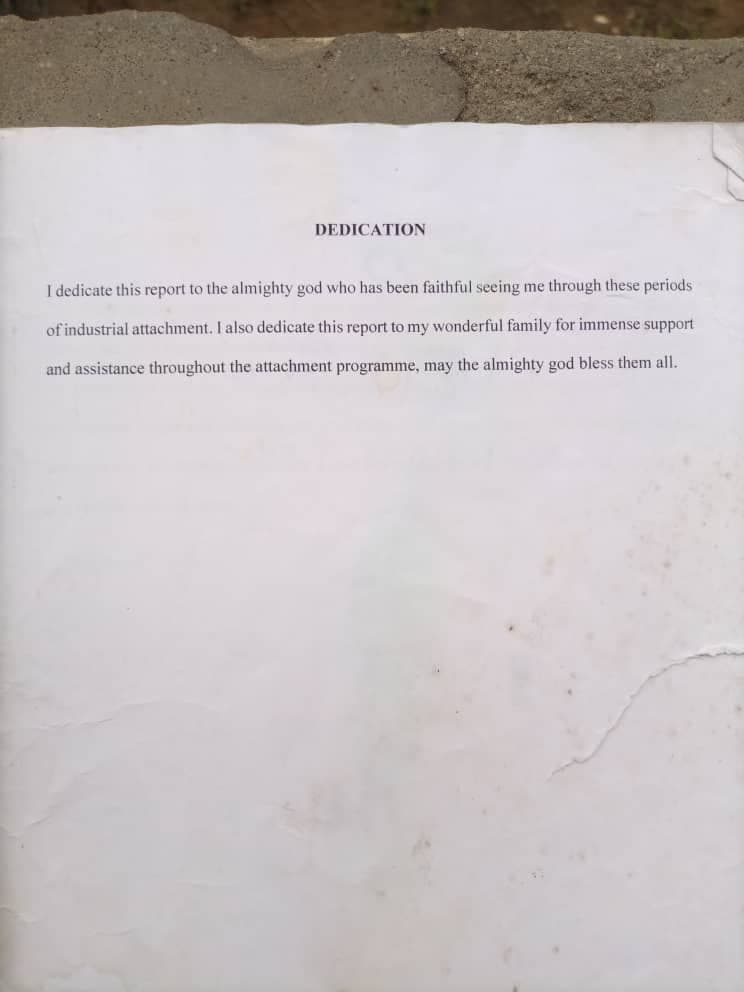 DEDICATION
I dedicate this report to the almighty god who has been faithful seeing me through these periods
of industrial attachment. I also dedicate this report to my wonderful family for immense support
and assistance throughout the attachment programme, may the almighty god bless them all.